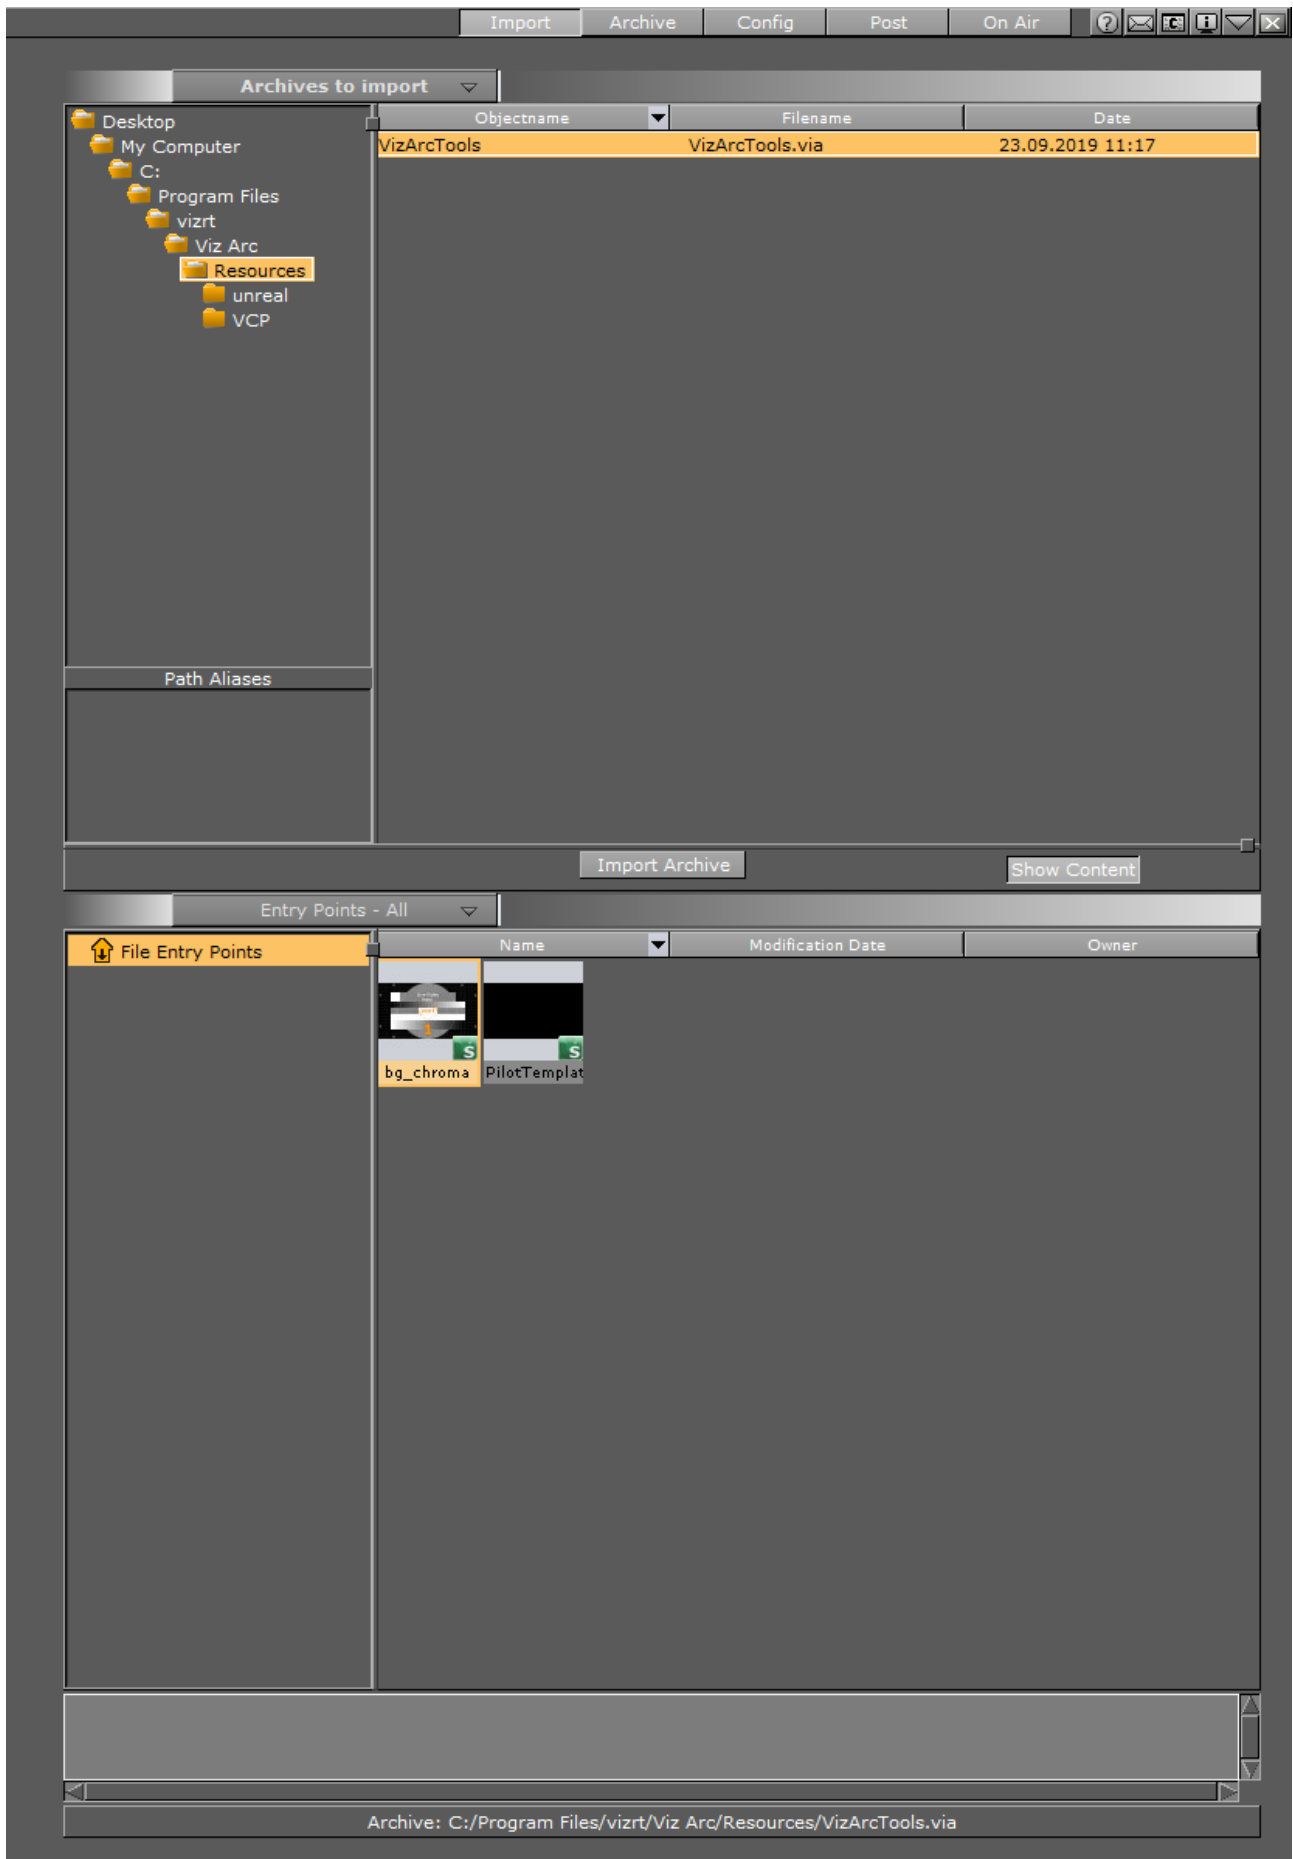 Import Archive Config Post On Air
Archives to import
Objectname Filename Date
Desktop
VizArcTools VizArcTools.via 23.09.2019 11:17
My Computer
C:
Program Files
vizrt
Viz Arc
Resources
unreal
VCP
Path Aliases
Import Archive Show Content
Entry Points - All
File Entry Points
Name Modification Date Owner
1
S S
bg_chroma PilotTemplat
Archive: C:/Program Files/vizrt/Viz Arc/Resources/VizArcTools.via